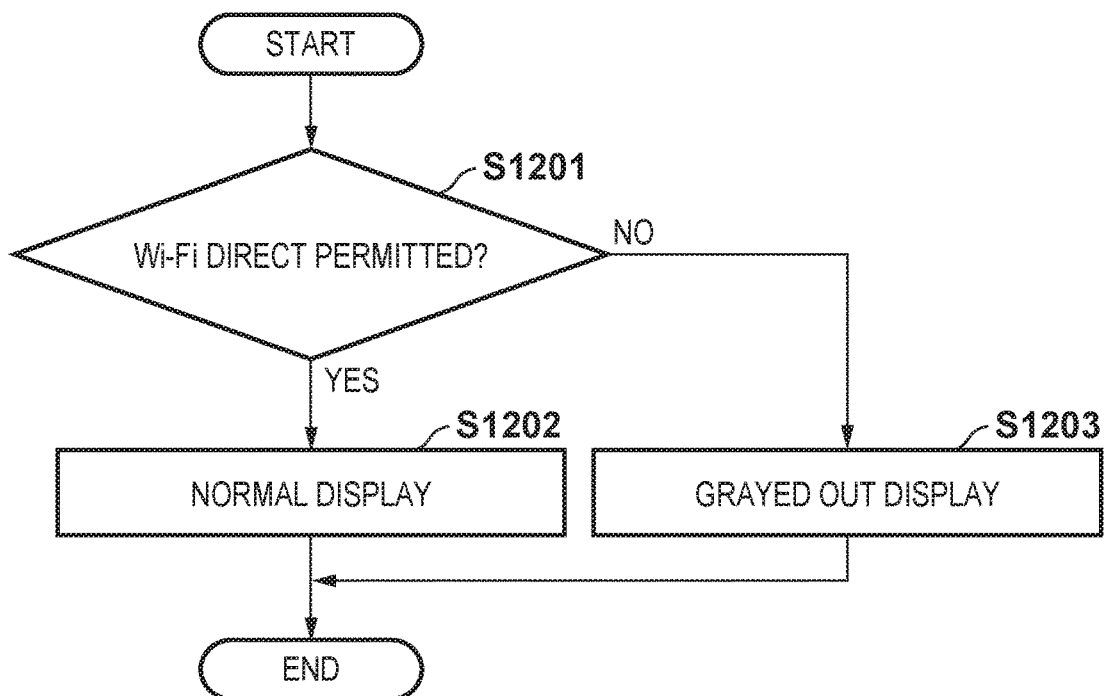 START
S1201
Wi-Fi DIRECT PERMITTED?
NO
YES
S1202
S1203
NORMAL DISPLAY
GRAYED OUT DISPLAY
END